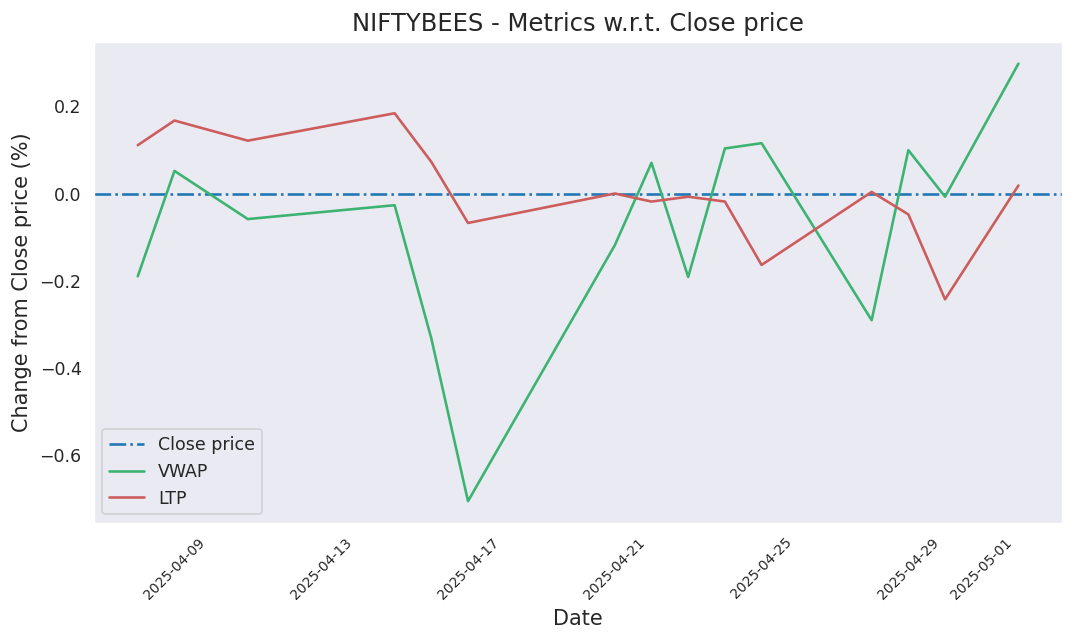 NIFTYBEES - Metrics w.r.t. Close price
Change from Close price (%)
0.2
0.0
−0.2
−0.4
−0.6
Close price
VWAP
LTP
2025-04-09
2025-04-13
2025-04-17
2025-04-21
2025-04-25
2025-04-29
2025-05-01
Date